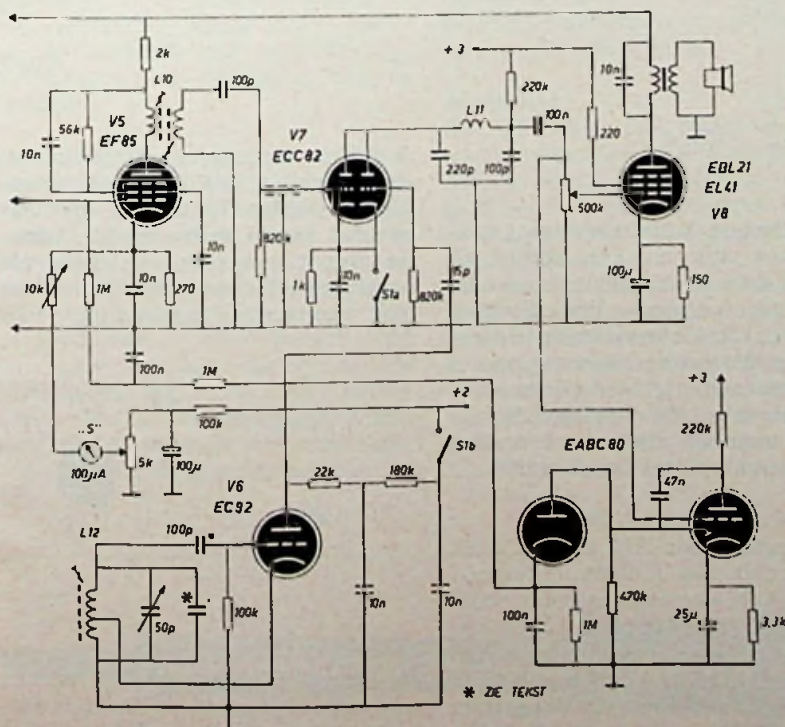 2k
L10
100p
V5
EF85
56k
10n
10n
10k
1M
10n
270
100n
820k
V7
ECC82
1k
10n
S1a
820k
15p
220p
L11
100p
+3
220k
100n
500k
10n
220
EBL21
EL41
V8
100μ
150
1M
"S"
100μA
5k
100k
100μ
+2
S1b
V6
EC92
22k
180k
L12
100p
*
50p
*
100k
10n
10n
EABC80
+3
220k
47n
100n
1M
470k
25μ
3,3k
* ZIE TEKST